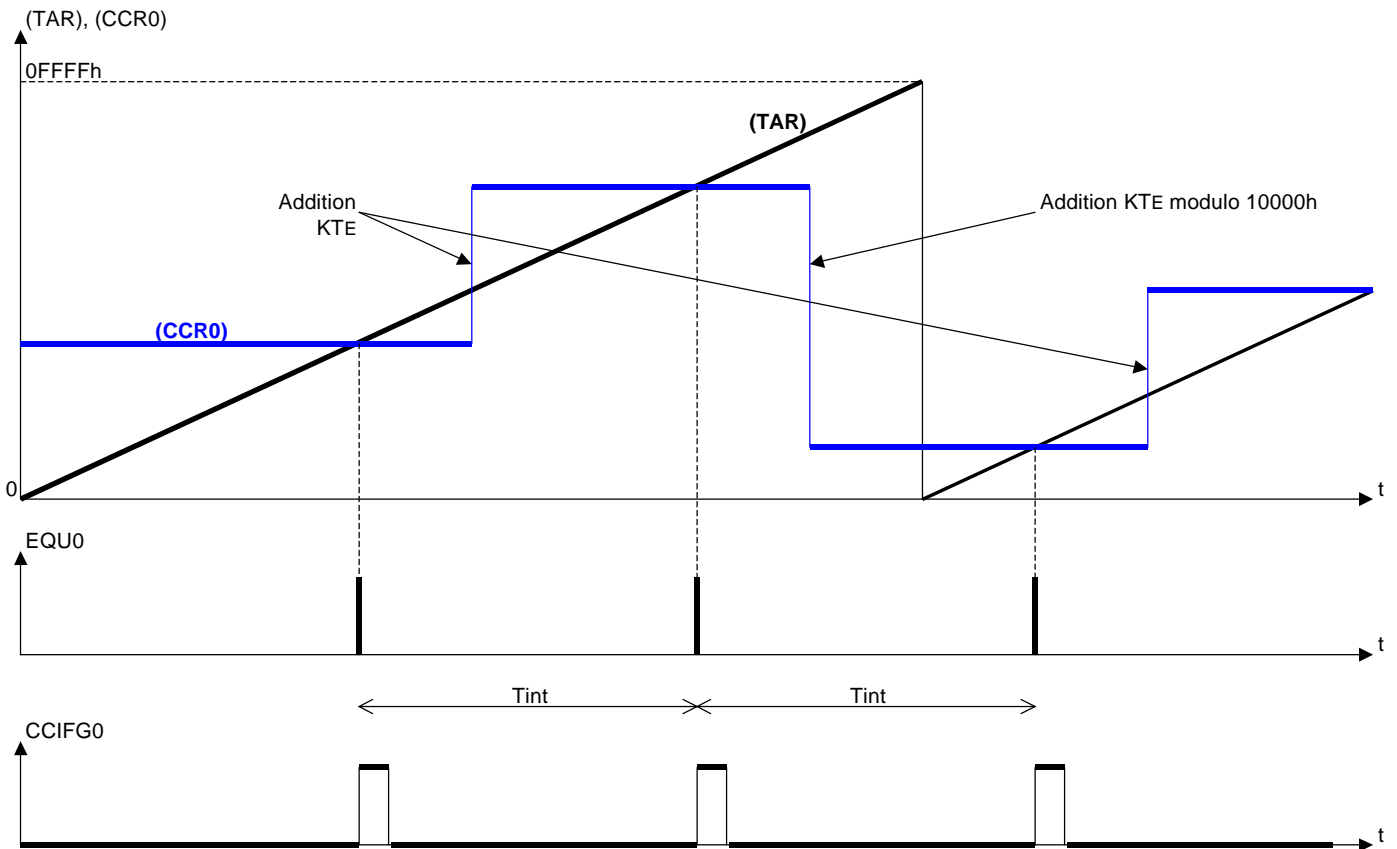 (TAR), (CCR0)
0FFFFh
(TAR)
Addition
KTE
Addition KTE modulo 10000h
(CCR0)
0
t
EQU0
t
Tint
Tint
CCIFG0
t